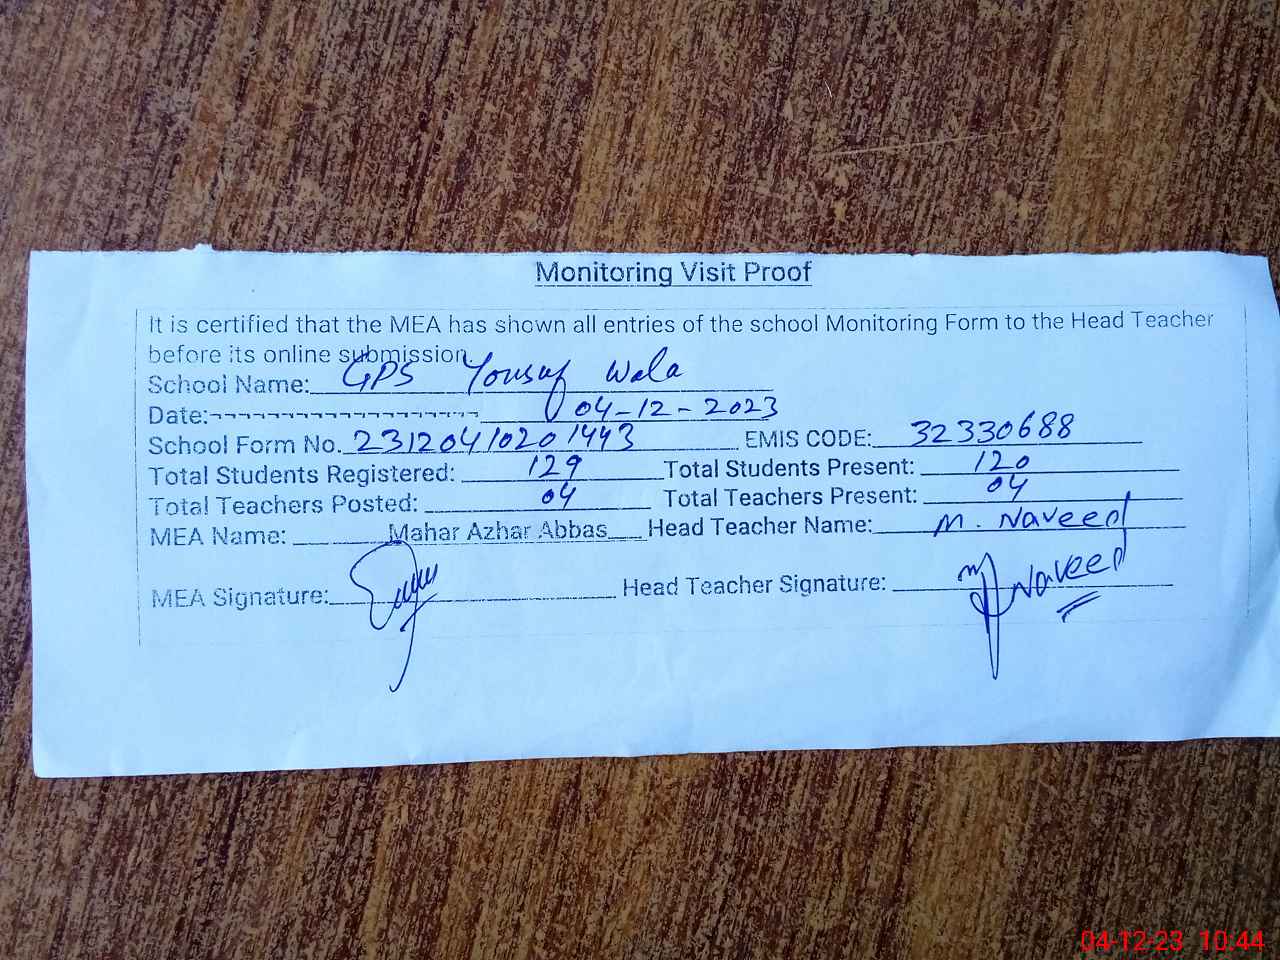 Monitoring Visit Proof
It is certified that the MEA has shown all entries of the school Monitoring Form to the Head Teacher
before its online submission.
School Name: GPS Yousaf Wala
Date:------------------- 04-12-2023
School Form No. 23120410201443 EMIS CODE: 32330688
Total Students Registered: 129 Total Students Present: 120
Total Teachers Posted: 04 Total Teachers Present: 04
MEA Name: Mahar Azhar Abbas Head Teacher Name: M. Naveed
MEA Signature: Head Teacher Signature: Naveed
04-12-23 10:44